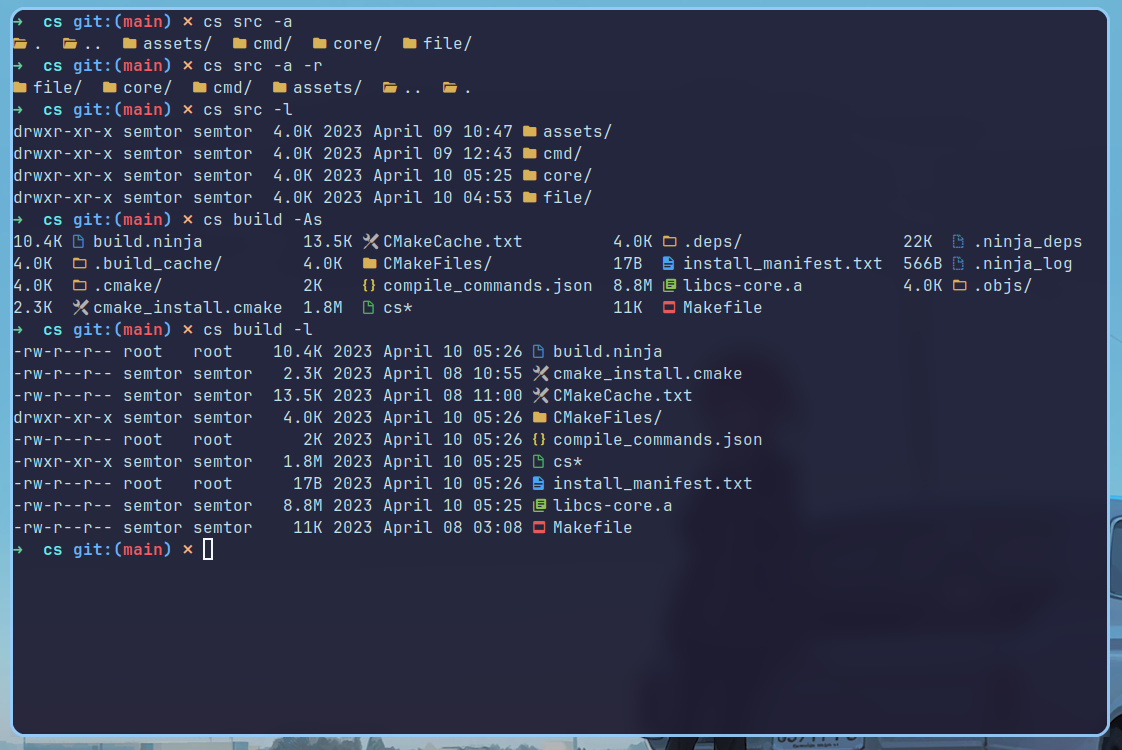 → cs git:(main) × cs src -a
. .. assets/ cmd/ core/ file/
→ cs git:(main) × cs src -a -r
file/ core/ cmd/ assets/ .. .
→ cs git:(main) × cs src -l
drwxr-xr-x semtor semtor 4.0K 2023 April 09 10:47 assets/
drwxr-xr-x semtor semtor 4.0K 2023 April 09 12:43 cmd/
drwxr-xr-x semtor semtor 4.0K 2023 April 10 05:25 core/
drwxr-xr-x semtor semtor 4.0K 2023 April 10 04:53 file/
→ cs git:(main) × cs build -As
10.4K build.ninja 13.5K CMakeCache.txt 4.0K .deps/ 22K .ninja_deps
4.0K .build_cache/ 4.0K CMakeFiles/ 17B install_manifest.txt 566B .ninja_log
4.0K .cmake/ 2K {} compile_commands.json 8.8M libcs-core.a 4.0K .objs/
2.3K cmake_install.cmake 1.8M cs* 11K Makefile
→ cs git:(main) × cs build -l
-rw-r--r-- root root 10.4K 2023 April 10 05:26 build.ninja
-rw-r--r-- semtor semtor 2.3K 2023 April 08 10:55 cmake_install.cmake
-rw-r--r-- semtor semtor 13.5K 2023 April 08 11:00 CMakeCache.txt
drwxr-xr-x semtor semtor 4.0K 2023 April 10 05:26 CMakeFiles/
-rw-r--r-- root root 2K 2023 April 10 05:26 {} compile_commands.json
-rwxr-xr-x semtor semtor 1.8M 2023 April 10 05:25 cs*
-rw-r--r-- root root 17B 2023 April 10 05:26 install_manifest.txt
-rw-r--r-- semtor semtor 8.8M 2023 April 10 05:25 libcs-core.a
-rw-r--r-- semtor semtor 11K 2023 April 08 03:08 Makefile
→ cs git:(main) ×